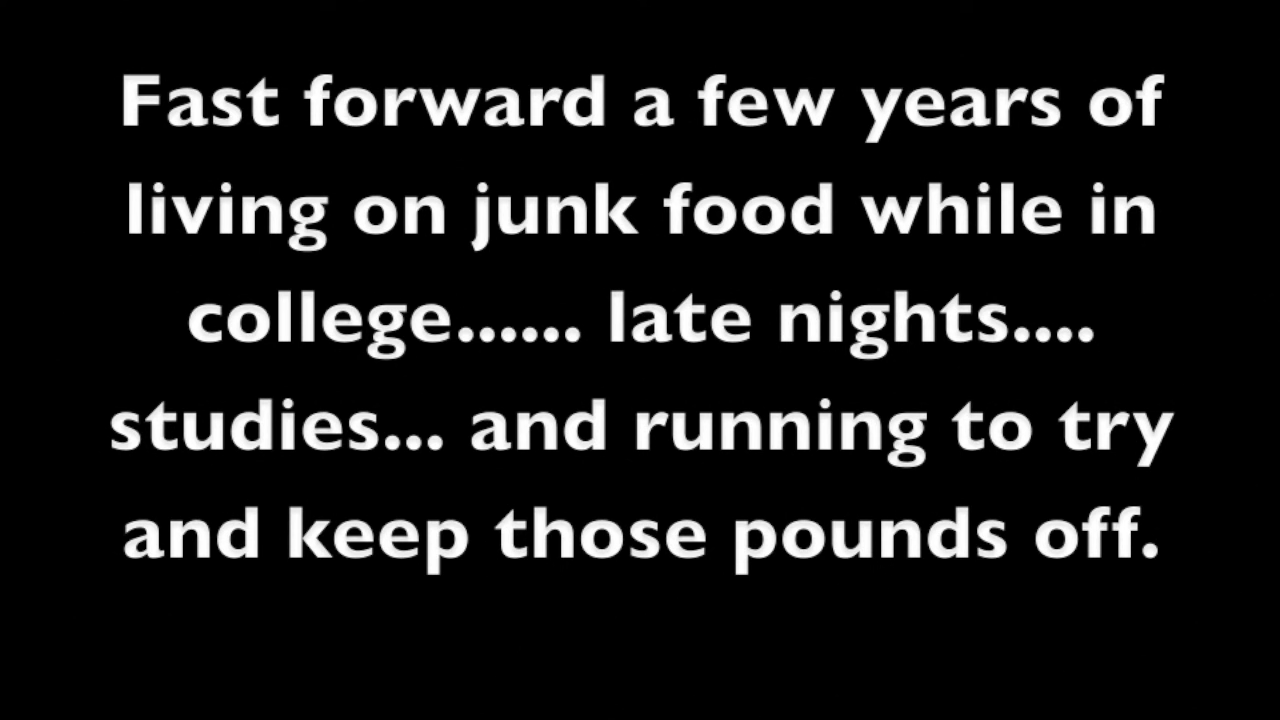 Fast forward a few years of
living on junk food while in
college...... late nights....
studies... and running to try
and keep those pounds off.